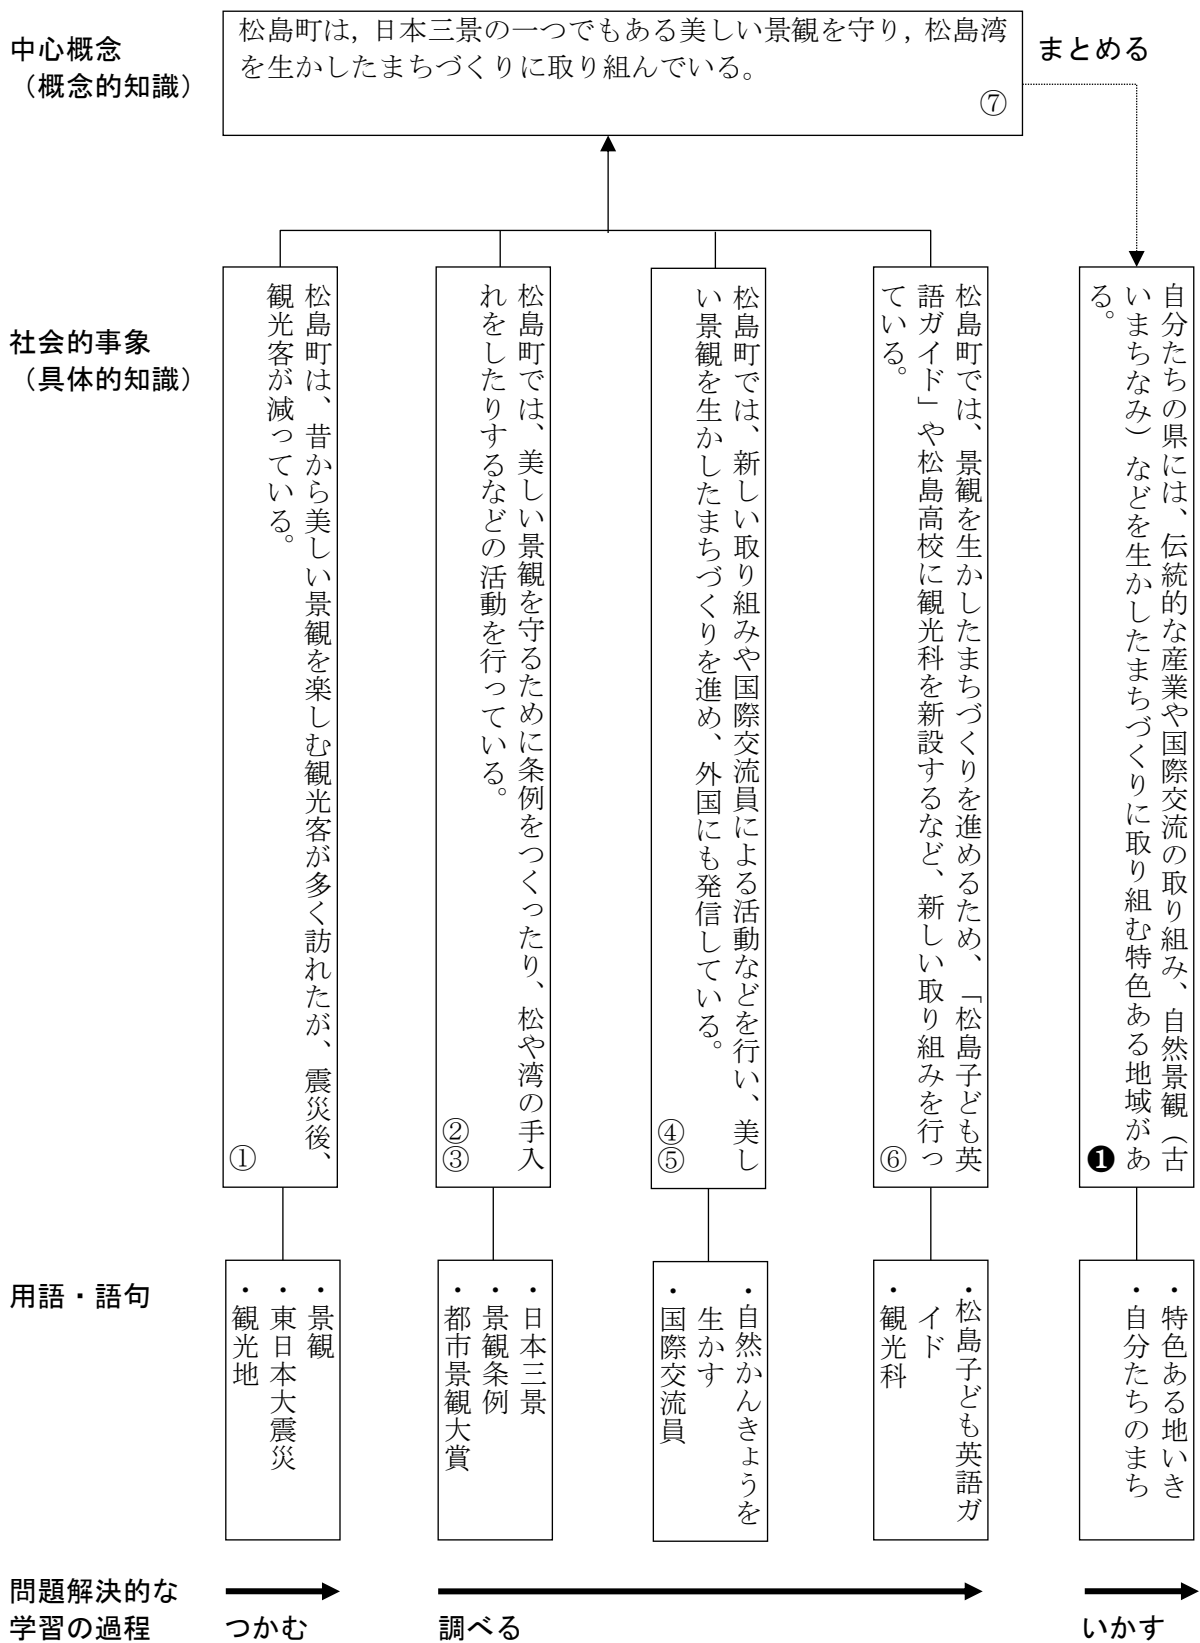 中心概念
（概念的知識）
松島町は，日本三景の一つでもある美しい景観を守り，松島湾
を生かしたまちづくりに取り組んでいる。
⑦
まとめる
社会的事象
（具体的知識）
松島町は、昔から美しい景観を楽しむ観光客が多く訪れたが、震災後、
観光客が減っている。
①
松島町では、美しい景観を守るために条例をつくったり、松や湾の手入
れをしたりするなどの活動を行っている。
②
③
松島町では、新しい取り組みや国際交流員による活動などを行い、美し
い景観を生かしたまちづくりを進め、外国にも発信している。
④
⑤
松島町では、景観を生かしたまちづくりを進めるため、「松島子ども英
語ガイド」や松島高校に観光科を新設するなど、新しい取り組みを行っ
ている。
⑥
自分たちの県には、伝統的な産業や国際交流の取り組み、自然景観（古
いまちなみ）などを生かしたまちづくりに取り組む特色ある地域があ
る。
❶
用語・語句
・景観
・東日本大震災
・観光地
・日本三景
・景観条例
・都市景観大賞
・自然かんきょうを
生かす
・国際交流員
・松島子ども英語ガ
イド
・観光科
・特色ある地いき
・自分たちのまち
問題解決的な
学習の過程
つかむ
調べる
いかす